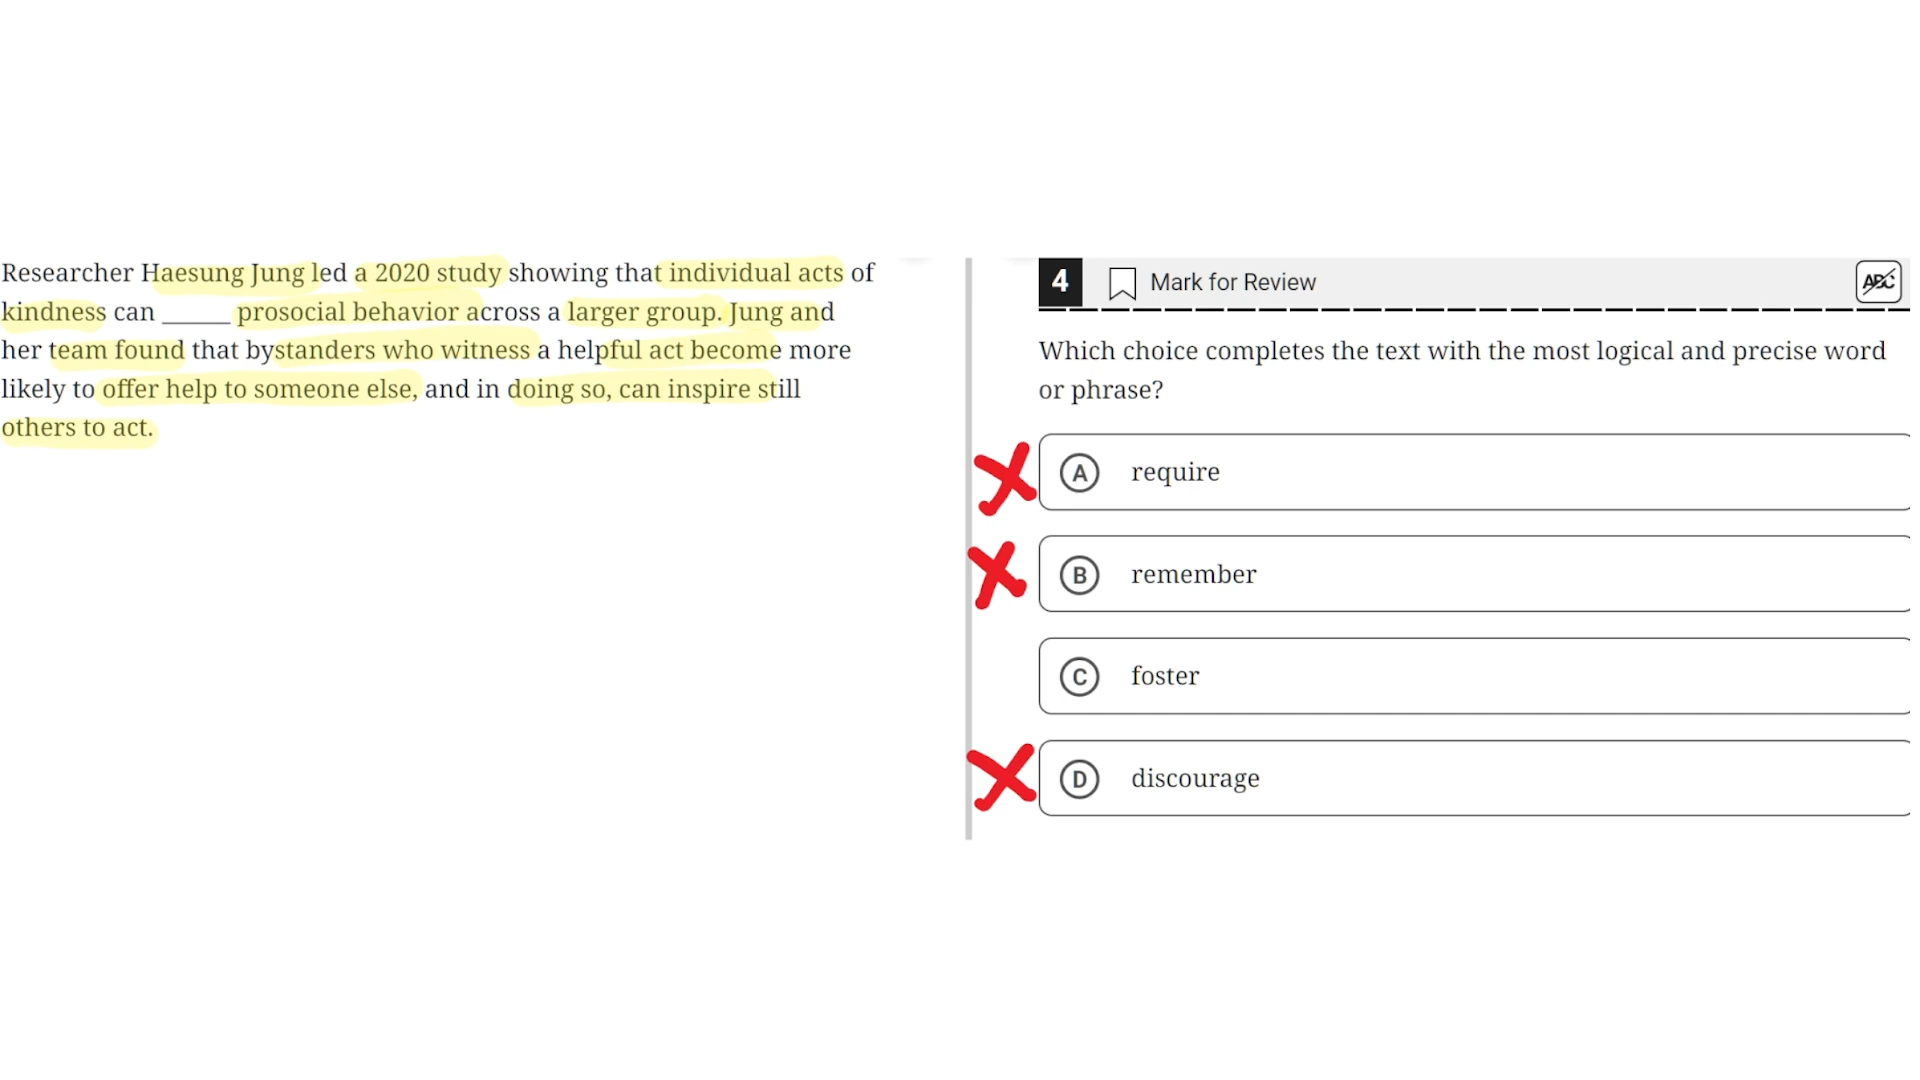 Researcher Haesung Jung led a 2020 study showing that individual acts of
kindness can ______ prosocial behavior across a larger group. Jung and
her team found that bystanders who witness a helpful act become more
likely to offer help to someone else, and in doing so, can inspire still
others to act.
4 Mark for Review ABC
Which choice completes the text with the most logical and precise word
or phrase?
A require
B remember
C foster
D discourage